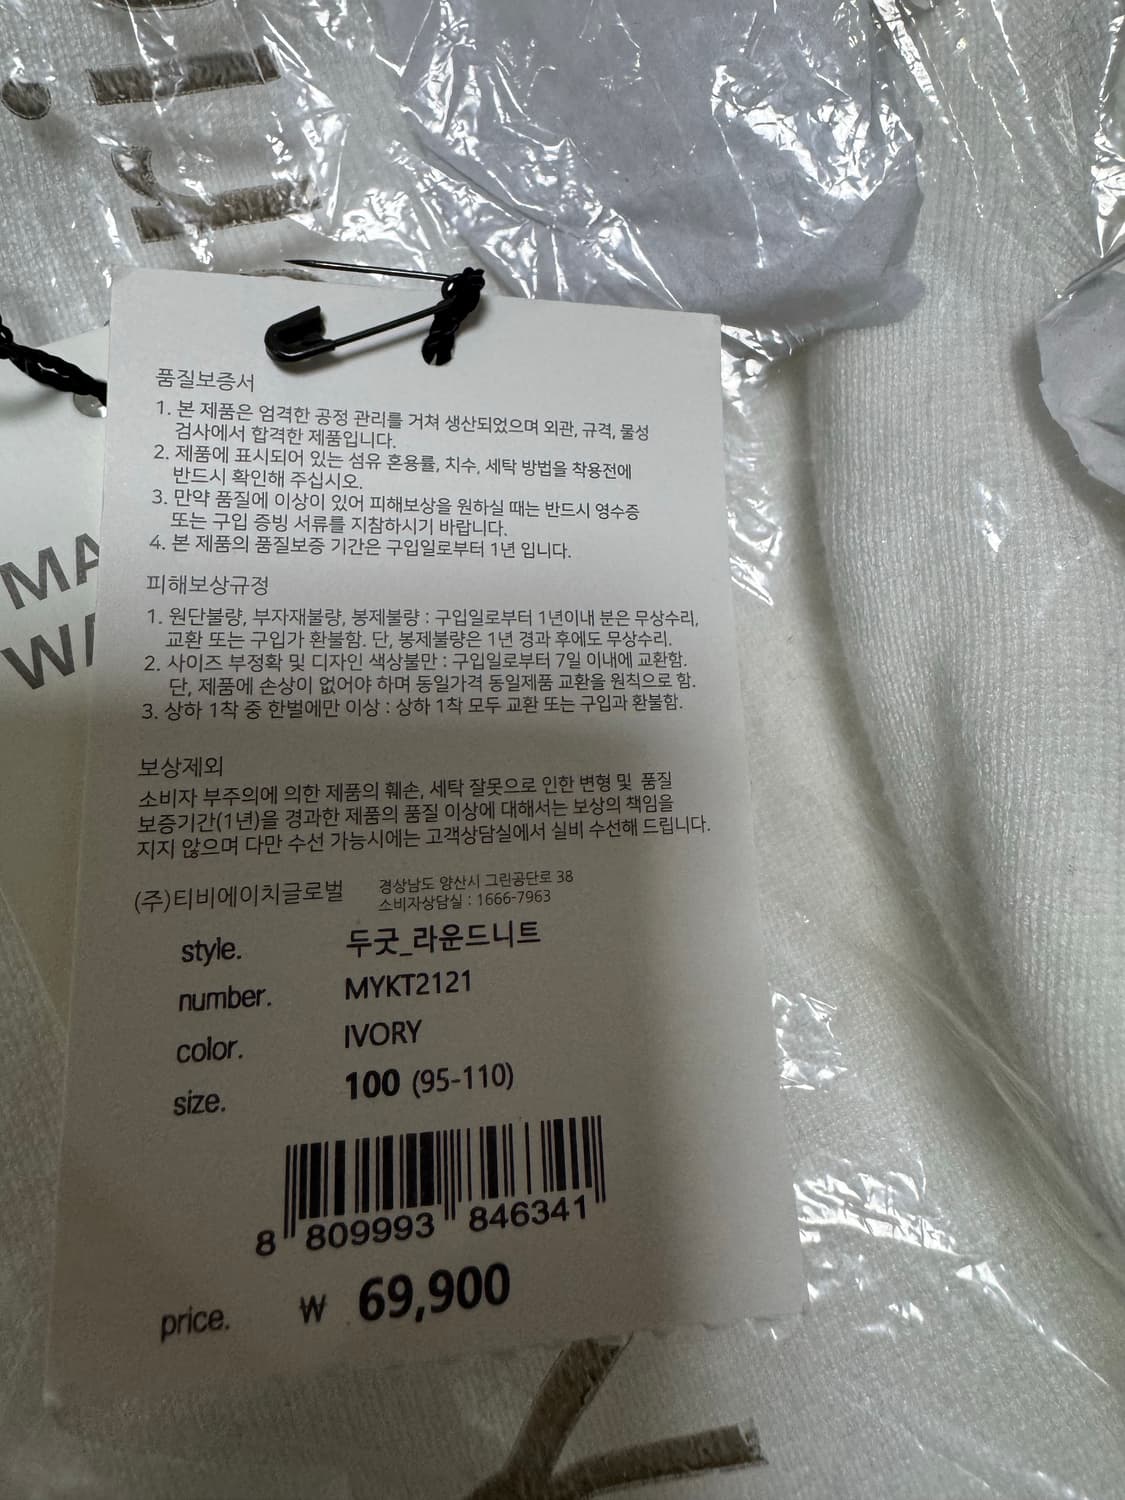 MA
WA
품질보증서
1. 본 제품은 엄격한 공정 관리를 거쳐 생산되었으며 외관, 규격, 물성
검사에서 합격한 제품입니다.
2. 제품에 표시되어 있는 섬유 혼용률, 치수, 세탁 방법을 착용전에
반드시 확인해 주십시오.
3. 만약 품질에 이상이 있어 피해보상을 원하실 때는 반드시 영수증
또는 구입 증빙 서류를 지참하시기 바랍니다.
4. 본 제품의 품질보증 기간은 구입일로부터 1년 입니다.
피해보상규정
1. 원단불량, 부자재불량, 봉제불량 : 구입일로부터 1년이내 분은 무상수리,
교환 또는 구입가 환불함. 단, 봉제불량은 1년 경과 후에도 무상수리.
2. 사이즈 부정확 및 디자인 색상불만 : 구입일로부터 7일 이내에 교환함.
단, 제품에 손상이 없어야 하며 동일가격 동일제품 교환을 원칙으로 함.
3. 상하 1착 중 한벌에만 이상 : 상하 1착 모두 교환 또는 구입과 환불함.
보상제외
소비자 부주의에 의한 제품의 훼손, 세탁 잘못으로 인한 변형 및 품질
보증기간(1년)을 경과한 제품의 품질 이상에 대해서는 보상의 책임을
지지 않으며 다만 수선 가능시에는 고객상담실에서 실비 수선해 드립니다.
(주)티비에이치글로벌
경상남도 양산시 그린공단로 38
소비자상담실 : 1666-7963
style. 두굿_라운드니트
number. MYKT2121
color. IVORY
size. 100 (95-110)
8 809993 846341
price. ₩ 69,900